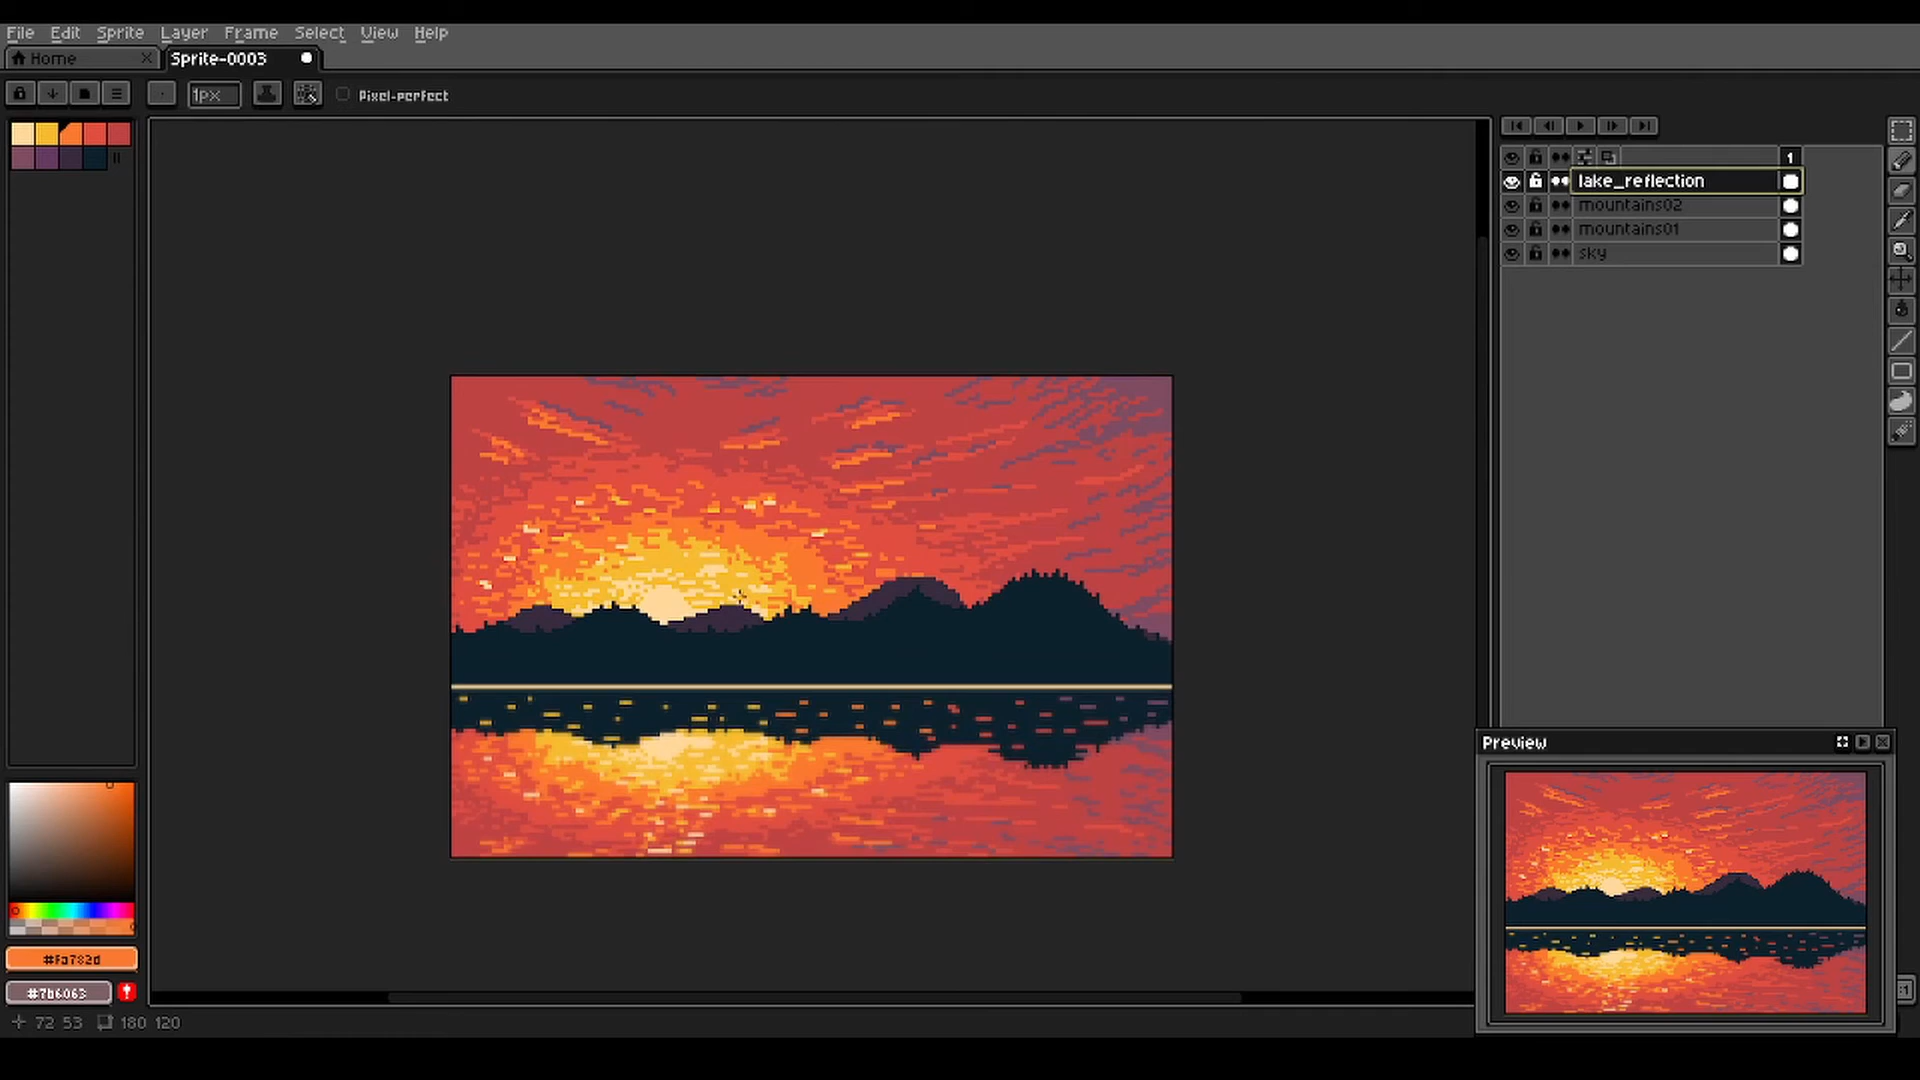 File Edit Sprite Layer Frame Select View Help
Home Sprite-0003
1px Pixel-perfect
1
lake_reflection
mountains02
mountains01
sky
Preview
#fa782d
#7b6063
72 53 180 120